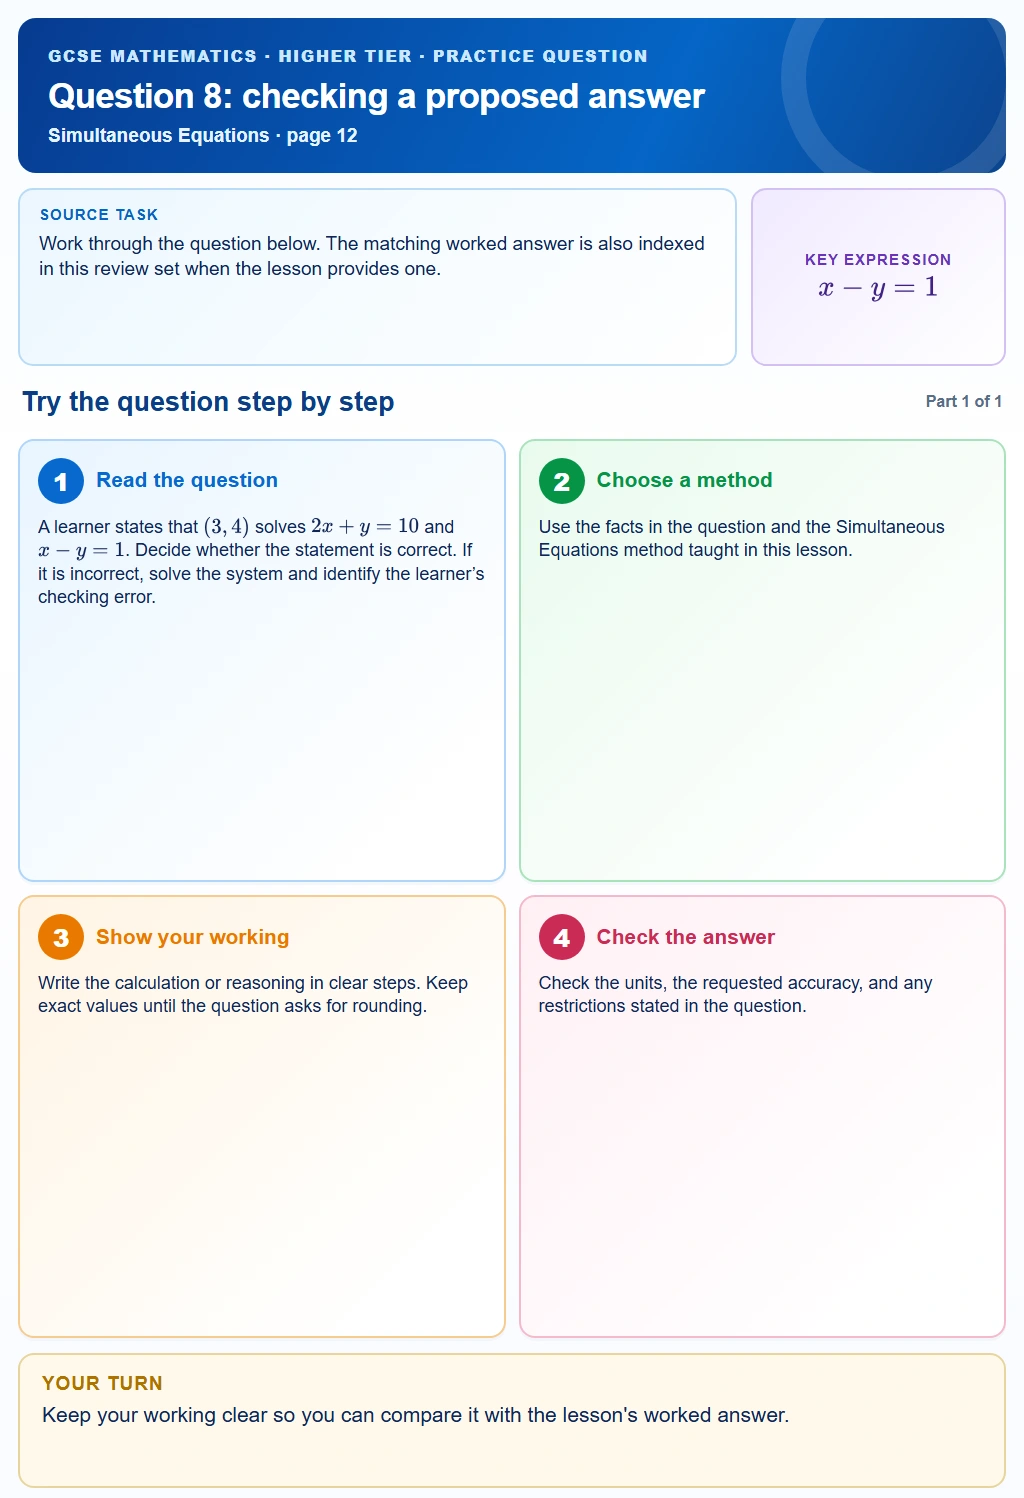 GCSE MATHEMATICS · HIGHER TIER · PRACTICE QUESTION
Question 8: checking a proposed answer
Simultaneous Equations · page 12
SOURCE TASK
Work through the question below. The matching worked answer is also indexed
in this review set when the lesson provides one.
KEY EXPRESSION
x − y = 1
Try the question step by step
Part 1 of 1
1 Read the question
A learner states that (3, 4) solves 2x + y = 10 and
x − y = 1. Decide whether the statement is correct. If
it is incorrect, solve the system and identify the learner’s
checking error.
2 Choose a method
Use the facts in the question and the Simultaneous
Equations method taught in this lesson.
3 Show your working
Write the calculation or reasoning in clear steps. Keep
exact values until the question asks for rounding.
4 Check the answer
Check the units, the requested accuracy, and any
restrictions stated in the question.
YOUR TURN
Keep your working clear so you can compare it with the lesson's worked answer.